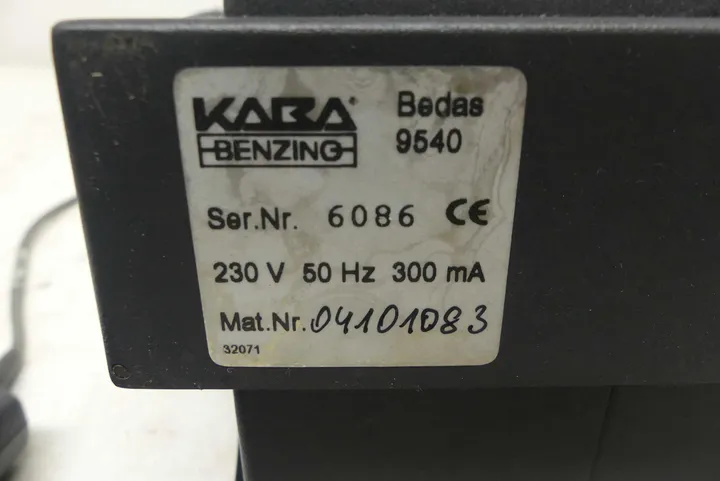 KABA
BENZING
Bedas
9540
Ser.Nr. 6086 CE
230 V 50 Hz 300 mA
Mat.Nr. 04101083
32071